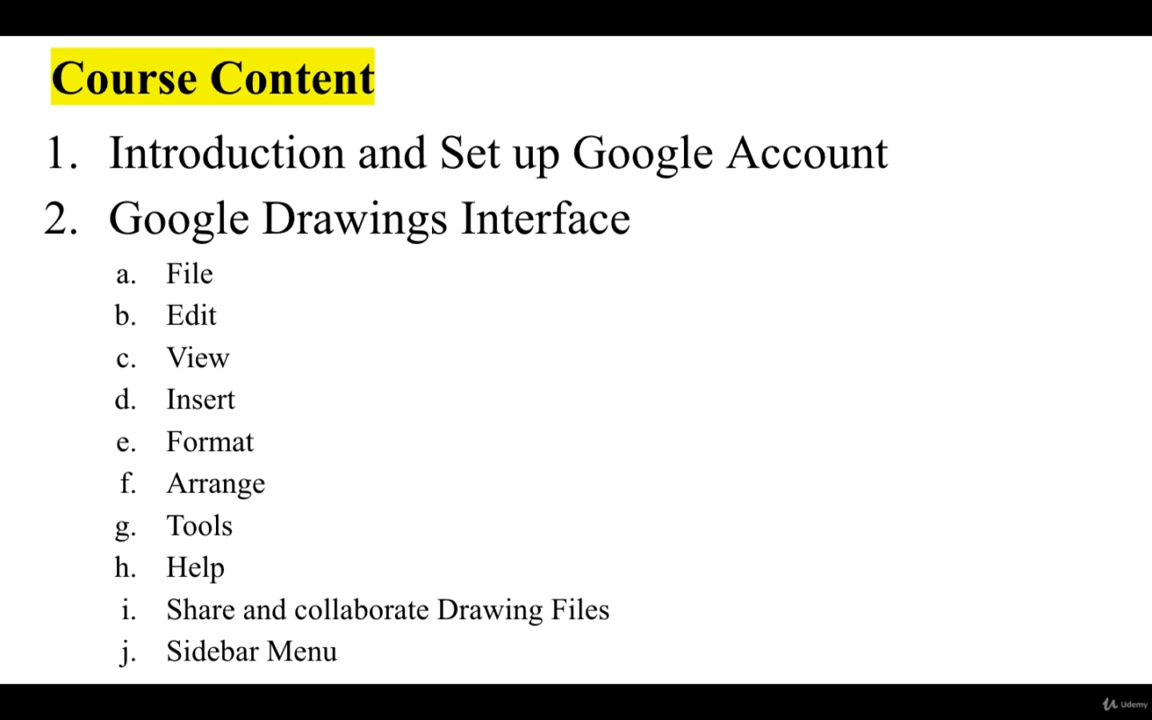 Course Content
1. Introduction and Set up Google Account
2. Google Drawings Interface
a. File
b. Edit
c. View
d. Insert
e. Format
f. Arrange
g. Tools
h. Help
i. Share and collaborate Drawing Files
j. Sidebar Menu
Udemy